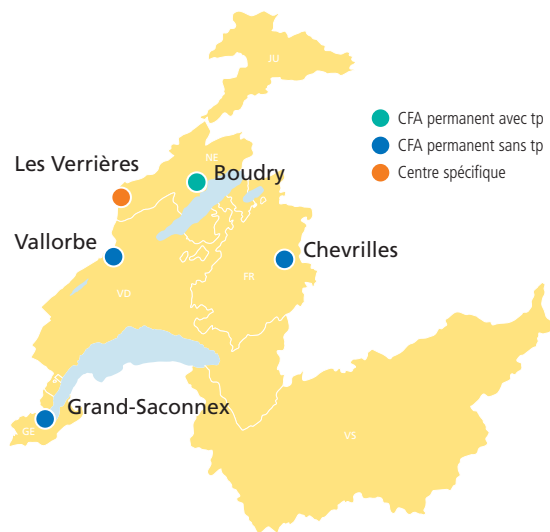 JU
CFA permanent avec tp
CFA permanent sans tp
Centre spécifique
NE
Les Verrières
Boudry
Vallorbe
Chevrilles
FR
VD
Grand-Saconnex
GE
VS